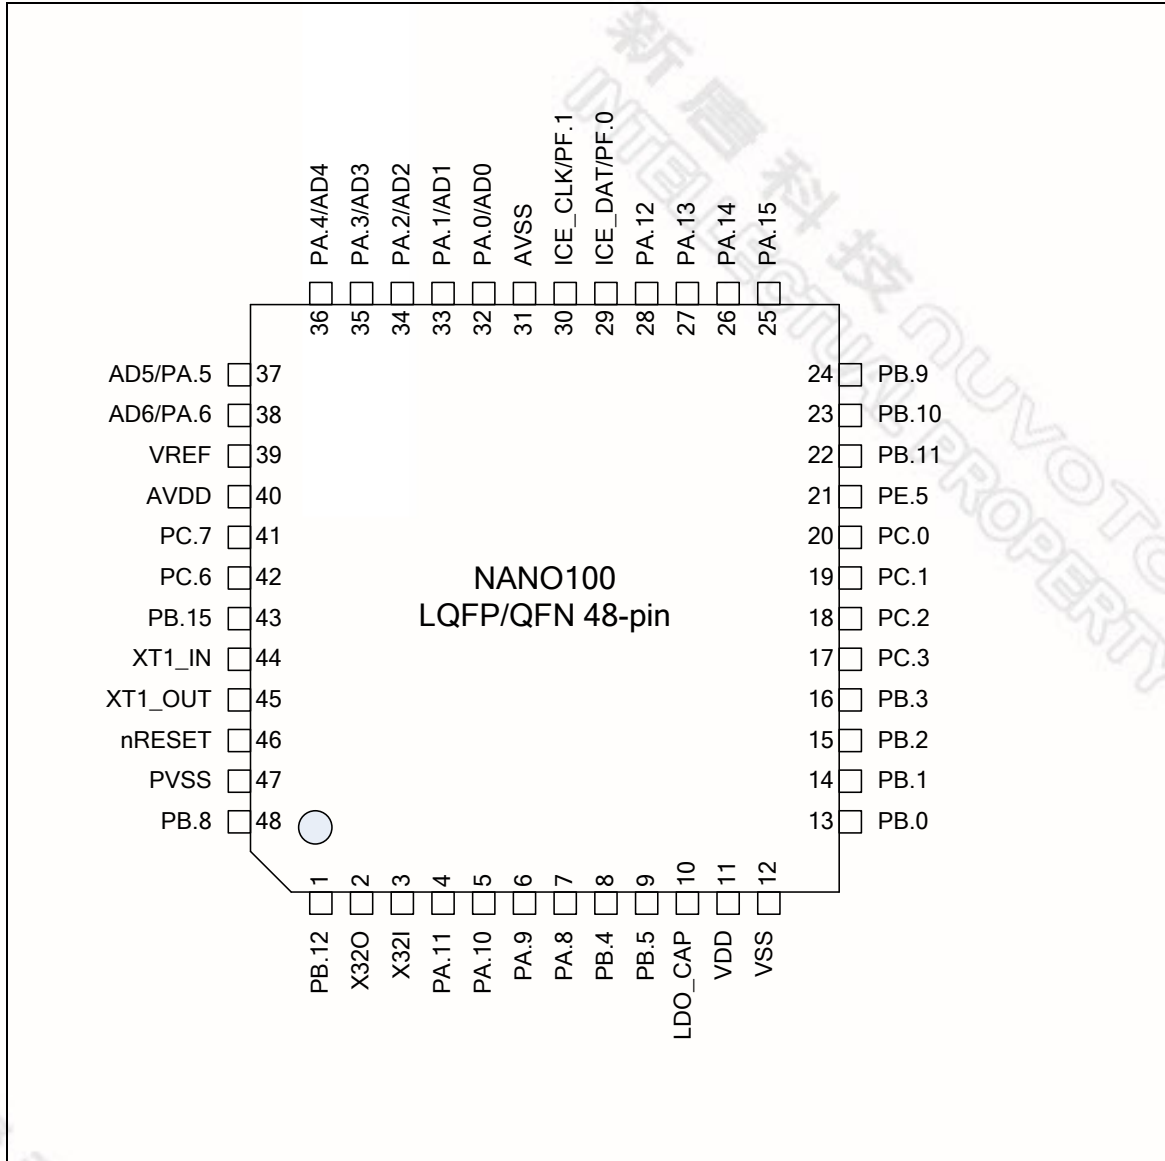 新唐科技 nuvoTo
INTELLECTUAL PROPERTY
PA.4/AD4
PA.3/AD3
PA.2/AD2
PA.1/AD1
PA.0/AD0
AVSS
ICE_CLK/PF.1
ICE_DAT/PF.0
PA.12
PA.13
PA.14
PA.15
36
35
34
33
32
31
30
29
28
27
26
25
AD5/PA.5 37
AD6/PA.6 38
VREF 39
AVDD 40
PC.7 41
PC.6 42
PB.15 43
XT1_IN 44
XT1_OUT 45
nRESET 46
PVSS 47
PB.8 48
NANO100
LQFP/QFN 48-pin
24 PB.9
23 PB.10
22 PB.11
21 PE.5
20 PC.0
19 PC.1
18 PC.2
17 PC.3
16 PB.3
15 PB.2
14 PB.1
13 PB.0
1
2
3
4
5
6
7
8
9
10
11
12
PB.12
X32O
X32I
PA.11
PA.10
PA.9
PA.8
PB.4
PB.5
LDO_CAP
VDD
VSS